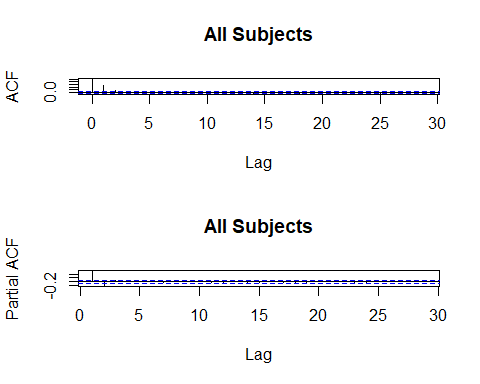 All Subjects
ACF
0.0
0 5 10 15 20 25 30
Lag
All Subjects
Partial ACF
-0.2
0 5 10 15 20 25 30
Lag